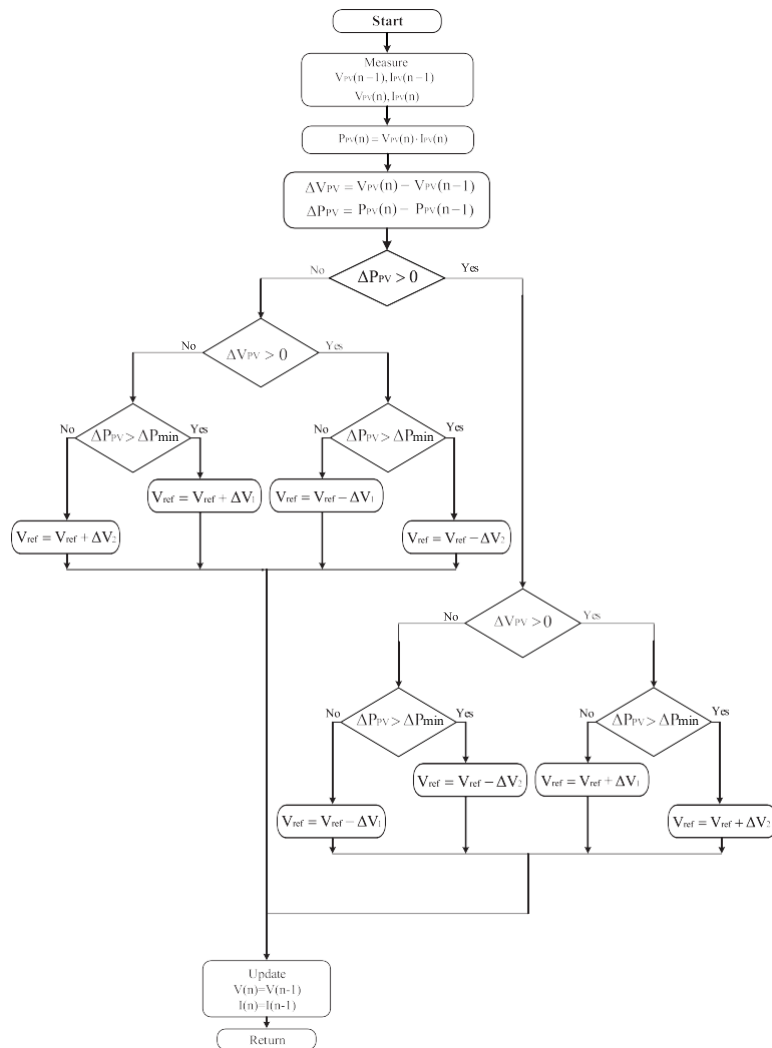 Start
Measure
VPV(n−1), IPV(n−1)
VPV(n), IPV(n)
PPV(n) = VPV(n) · IPV(n)
ΔVPV = VPV(n) − VPV(n−1)
ΔPPV = PPV(n) − PPV(n−1)
No
ΔPPV > 0
Yes
No
ΔVPV > 0
Yes
No
ΔPPV > ΔPmin
Yes
No
ΔPPV > ΔPmin
Yes
Vref = Vref + ΔV1
Vref = Vref − ΔV1
Vref = Vref + ΔV2
Vref = Vref − ΔV2
No
ΔVPV > 0
Yes
No
ΔPPV > ΔPmin
Yes
No
ΔPPV > ΔPmin
Yes
Vref = Vref − ΔV2
Vref = Vref + ΔV1
Vref = Vref − ΔV1
Vref = Vref + ΔV2
Update
V(n)=V(n-1)
I(n)=I(n-1)
Return